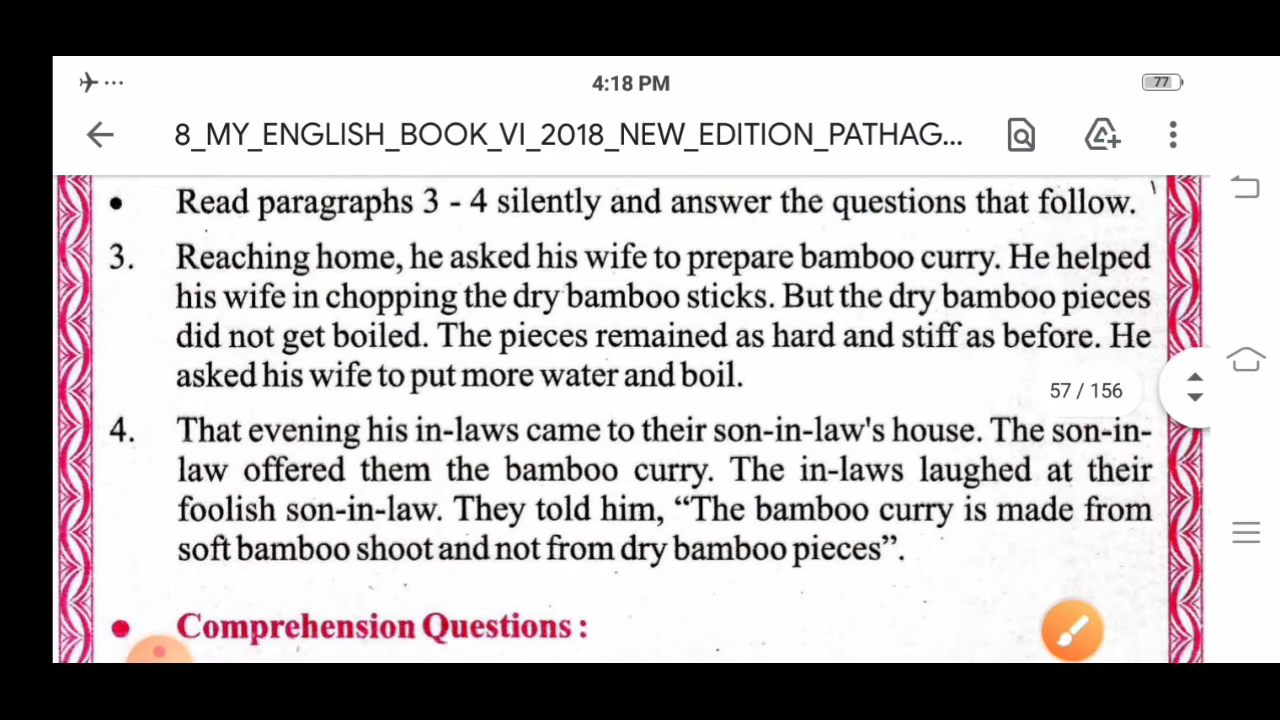 4:18 PM
77
8_MY_ENGLISH_BOOK_VI_2018_NEW_EDITION_PATHAG...
• Read paragraphs 3 - 4 silently and answer the questions that follow.
3. Reaching home, he asked his wife to prepare bamboo curry. He helped
his wife in chopping the dry bamboo sticks. But the dry bamboo pieces
did not get boiled. The pieces remained as hard and stiff as before. He
asked his wife to put more water and boil.
57 / 156
4. That evening his in-laws came to their son-in-law's house. The son-in-
law offered them the bamboo curry. The in-laws laughed at their
foolish son-in-law. They told him, “The bamboo curry is made from
soft bamboo shoot and not from dry bamboo pieces”.
• Comprehension Questions :